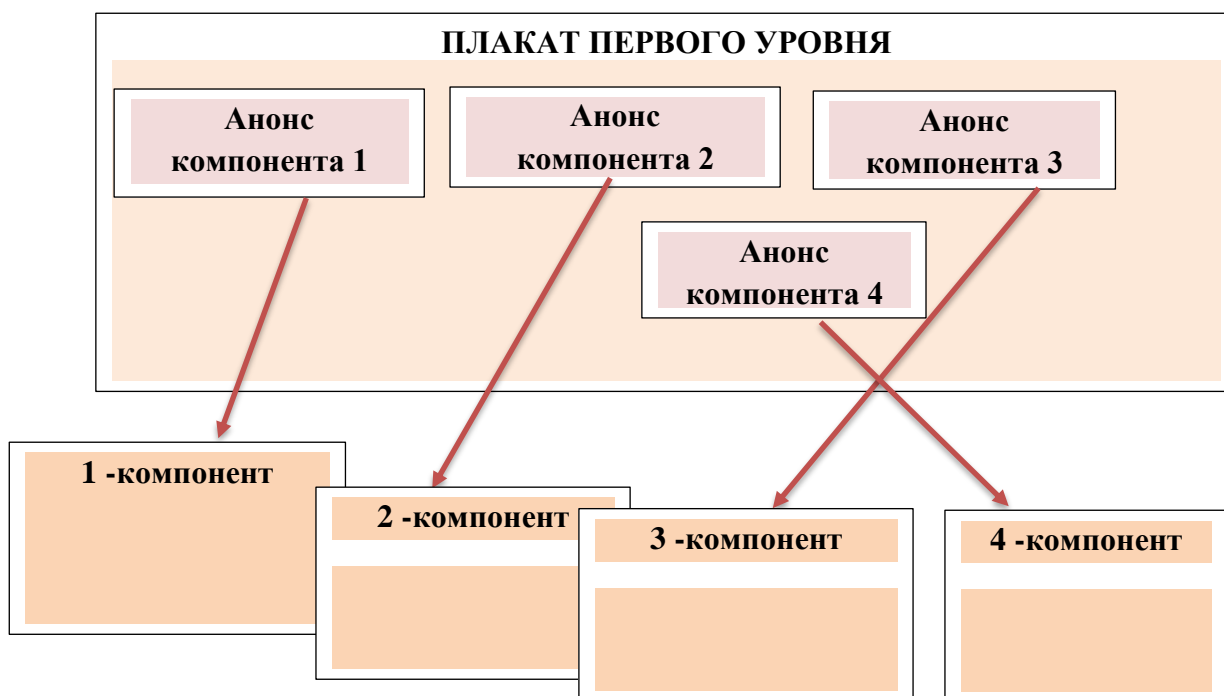 ПЛАКАТ ПЕРВОГО УРОВНЯ
Анонс
компонента 1
Анонс
компонента 2
Анонс
компонента 3
Анонс
компонента 4
1 -компонент
2 -компонент
3 -компонент
4 -компонент